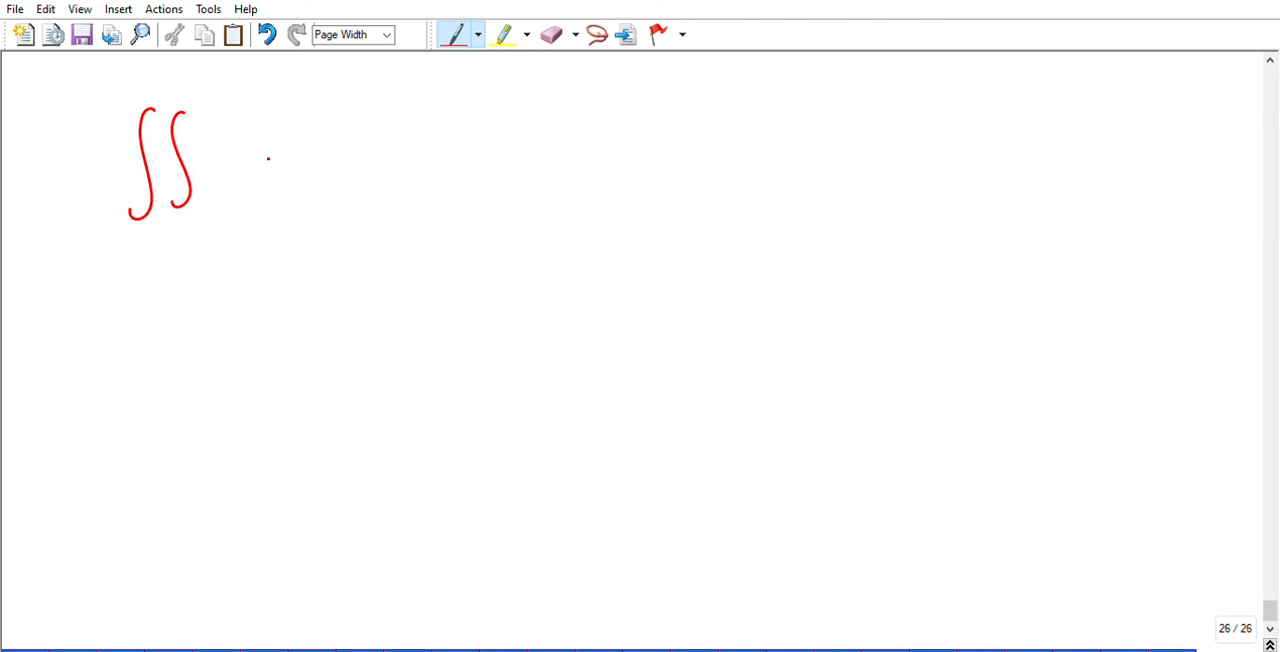 File Edit View Insert Actions Tools Help
Page Width
∫∫
26 / 26